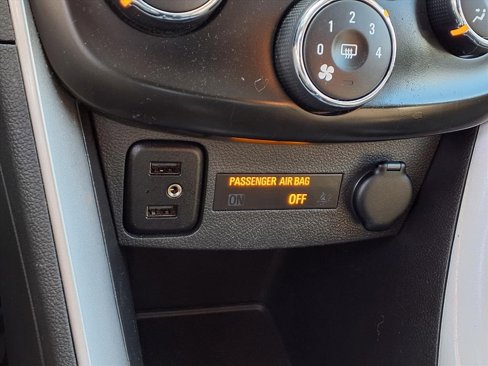 0 1 2 3 4
PASSENGER AIR BAG
ON OFF